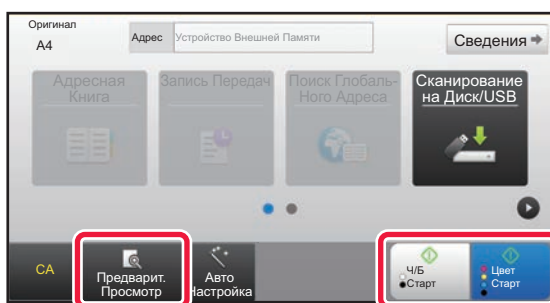 Оригинал
A4
Адрес
Устройство Внешней Памяти
Сведения
Адресная
Книга
Запись Передач
Поиск Глобаль-
Ного Адреса
Сканирование
на Диск/USB
CA
Предварит.
Просмотр
Авто
Настройка
Ч/Б
Старт
Цвет
Старт